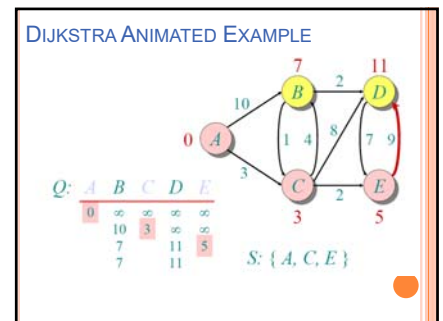 DIJKSTRA ANIMATED EXAMPLE
7 11
B 2 D
10
0 A 1 4 8 7 9
3
C 2 E
3 5
Q: A B C D E
0 ∞ ∞ ∞ ∞
10 3 ∞ ∞
7 11 5
7 11
S: { A, C, E }